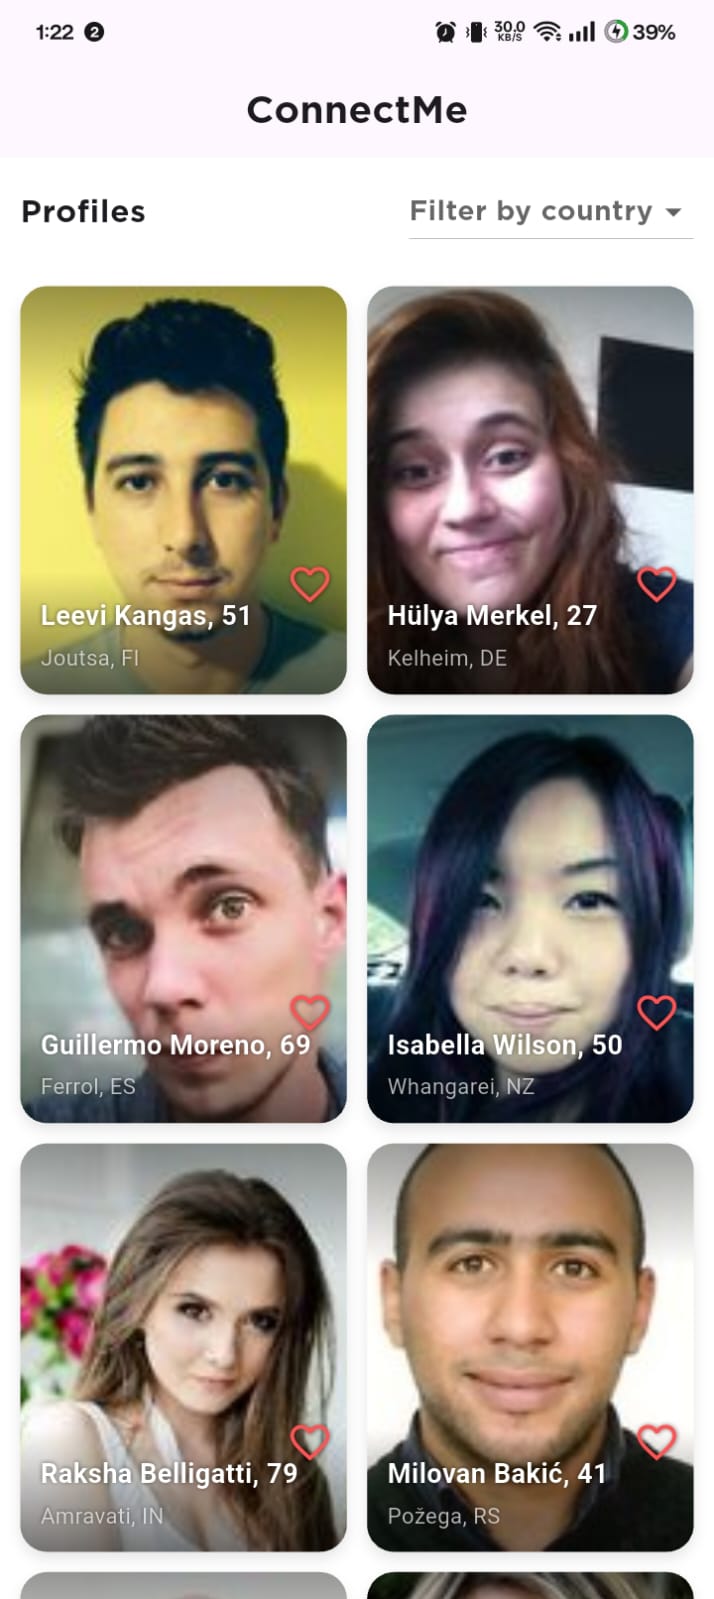 1:22 2 30.0 KB/S 39%
ConnectMe
Profiles Filter by country
Leevi Kangas, 51
Joutsa, FI
Hülya Merkel, 27
Kelheim, DE
Guillermo Moreno, 69
Ferrol, ES
Isabella Wilson, 50
Whangarei, NZ
Raksha Belligatti, 79
Amravati, IN
Milovan Bakić, 41
Požega, RS